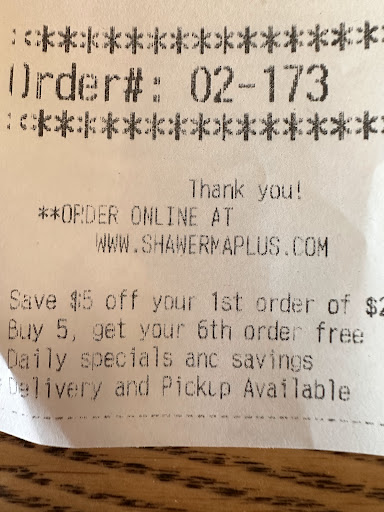 **************************
Order#: 02-173
**************************
Thank you!
**ORDER ONLINE AT
WWW.SHAWERMAPLUS.COM
Save $5 off your 1st order of
Buy 5, get your 6th order free
Daily specials and savings
Delivery and Pickup Available